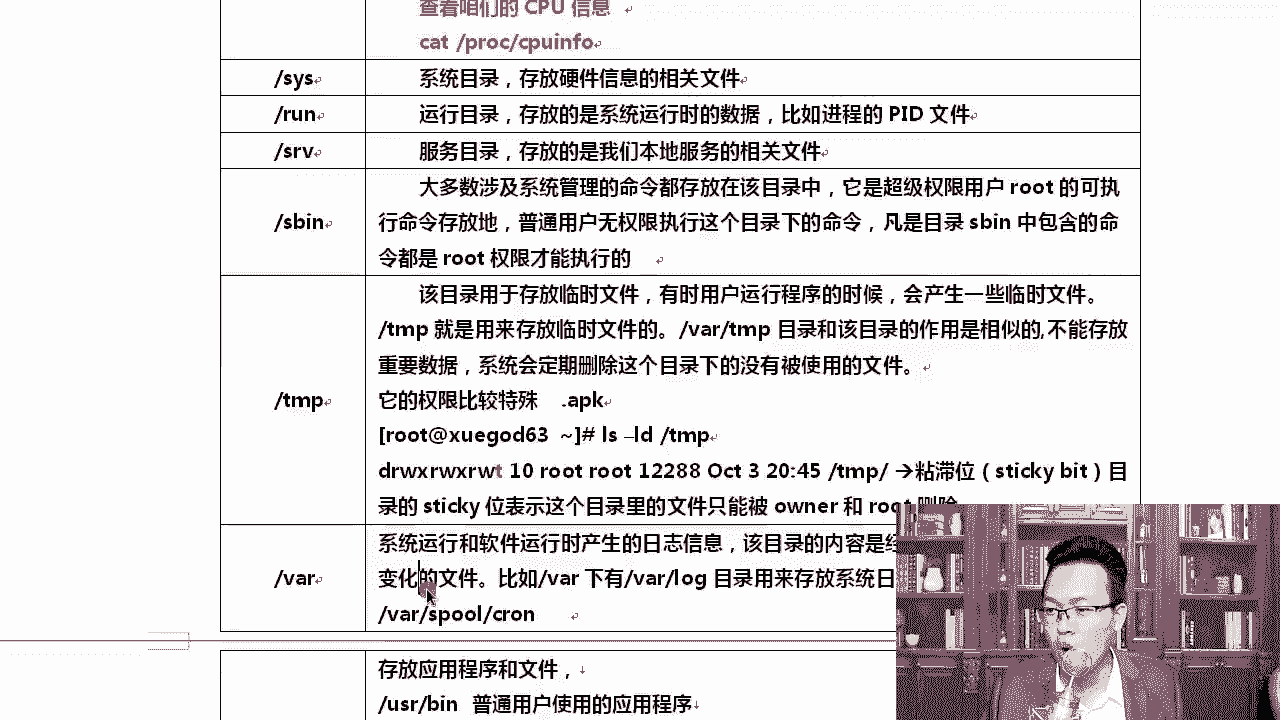 查看咱们的 CPU 信息
cat /proc/cpuinfo
/sys 系统目录，存放硬件信息的相关文件
/run 运行目录，存放的是系统运行时的数据，比如进程的 PID 文件
/srv 服务目录，存放的是我们本地服务的相关文件
大多数涉及系统管理的命令都存放在该目录中，它是超级权限用户 root 的可执
/sbin 行命令存放地，普通用户无权限执行这个目录下的命令，凡是目录 sbin 中包含的命
令都是 root 权限才能执行的
该目录用于存放临时文件，有时用户运行程序的时候，会产生一些临时文件。
/tmp 就是用来存放临时文件的。/var/tmp 目录和该目录的作用是相似的,不能存放
重要数据，系统会定期删除这个目录下的没有被使用的文件。
/tmp 它的权限比较特殊 .apk
[root@xuegod63 ~]# ls –ld /tmp
drwxrwxrwt 10 root root 12288 Oct 3 20:45 /tmp/ →粘滞位（sticky bit）目
录的 sticky 位表示这个目录里的文件只能被 owner 和 root 删除
系统运行和软件运行时产生的日志信息，该目录的内容是经
/var 变化的文件。比如/var 下有/var/log 目录用来存放系统日
/var/spool/cron
存放应用程序和文件，
/usr/bin 普通用户使用的应用程序